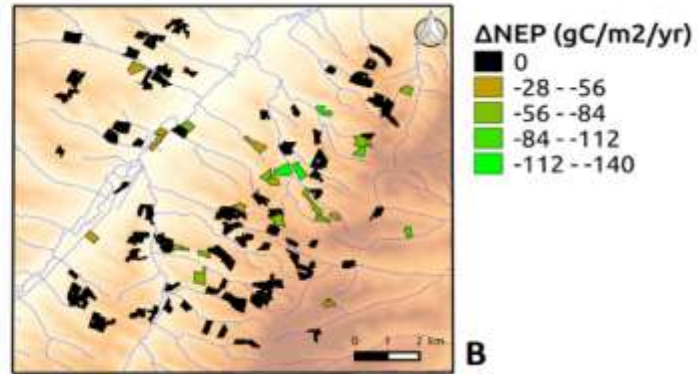 ΔNEP (gC/m2/yr)
0
-28 - -56
-56 - -84
-84 - -112
-112 - -140
0 1 2 km
B